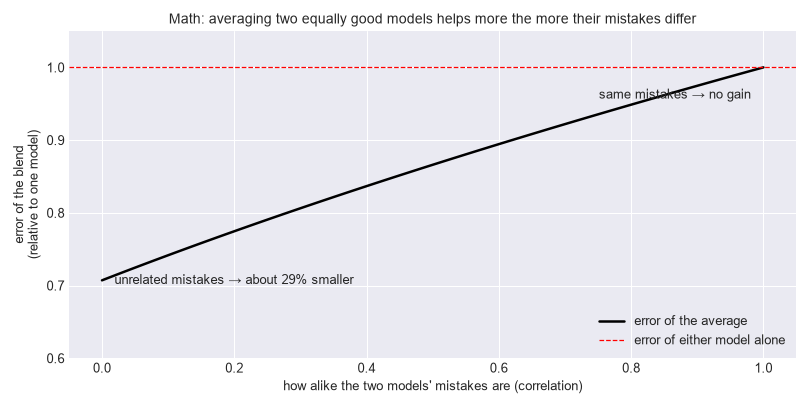 Math: averaging two equally good models helps more the more their mistakes differ
error of the blend
(relative to one model)
1.0
0.9
0.8
0.7
0.6
same mistakes → no gain
unrelated mistakes → about 29% smaller
error of the average
error of either model alone
0.0 0.2 0.4 0.6 0.8 1.0
how alike the two models' mistakes are (correlation)